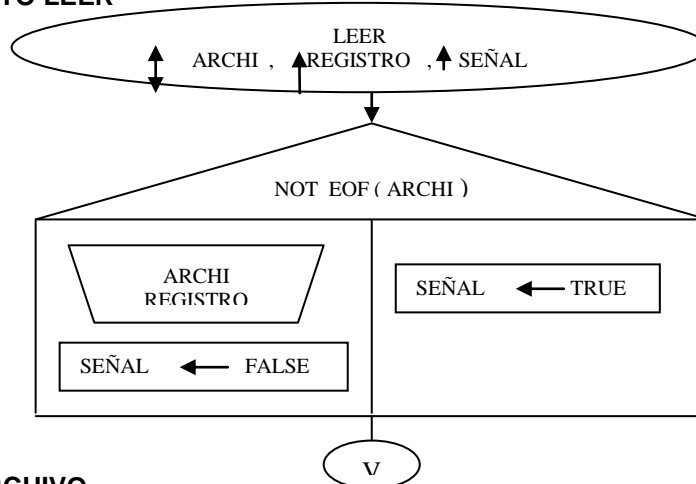 LEER
ARCHI , REGISTRO , SEÑAL
NOT EOF ( ARCHI )
ARCHI
REGISTRO
SEÑAL FALSE
SEÑAL TRUE
V